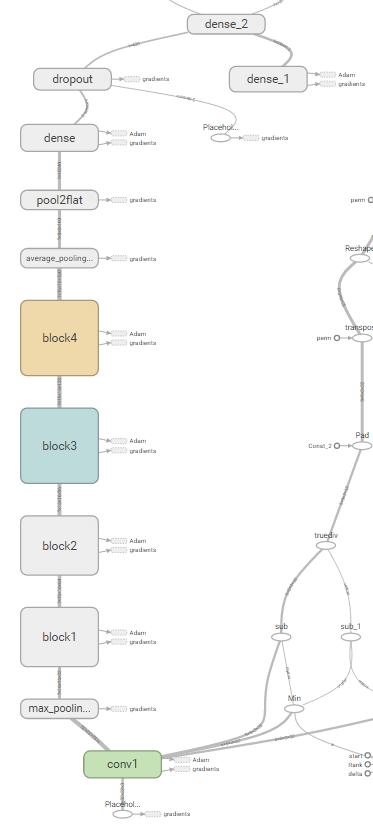 dense_2
dropout
gradients
dense_1
Adam
gradients
Placehol...
gradients
dense
Adam
gradients
pool2flat
gradients
perm
average_pooling...
gradients
Reshape
block4
Adam
gradients
transpos
perm
block3
Adam
gradients
Pad
Const_2
block2
Adam
gradients
truediv
block1
Adam
gradients
sub
sub_1
max_poolin...
gradients
Min
conv1
Adam
gradients
start
Rank
delta
Placehol...
gradients